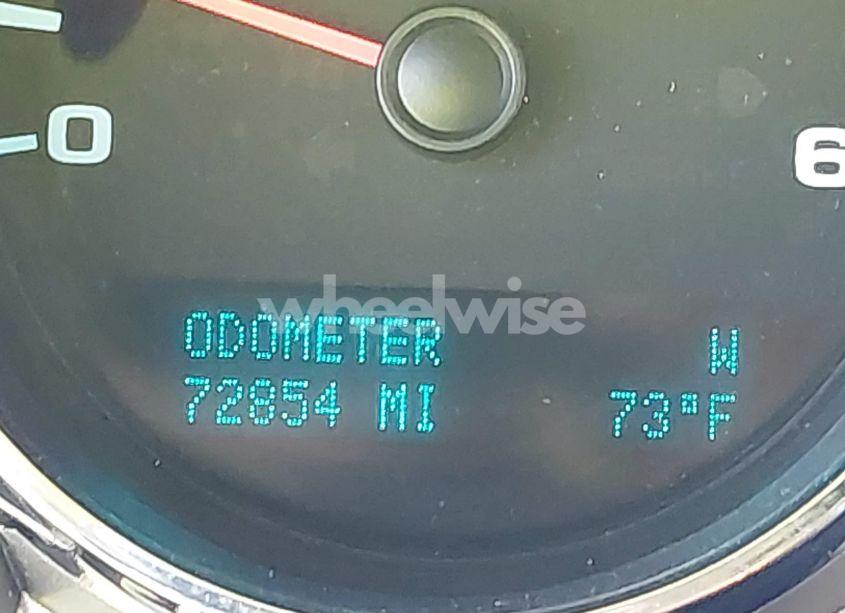 0
6
wheelwise
ODOMETER W
72854 MI 73°F